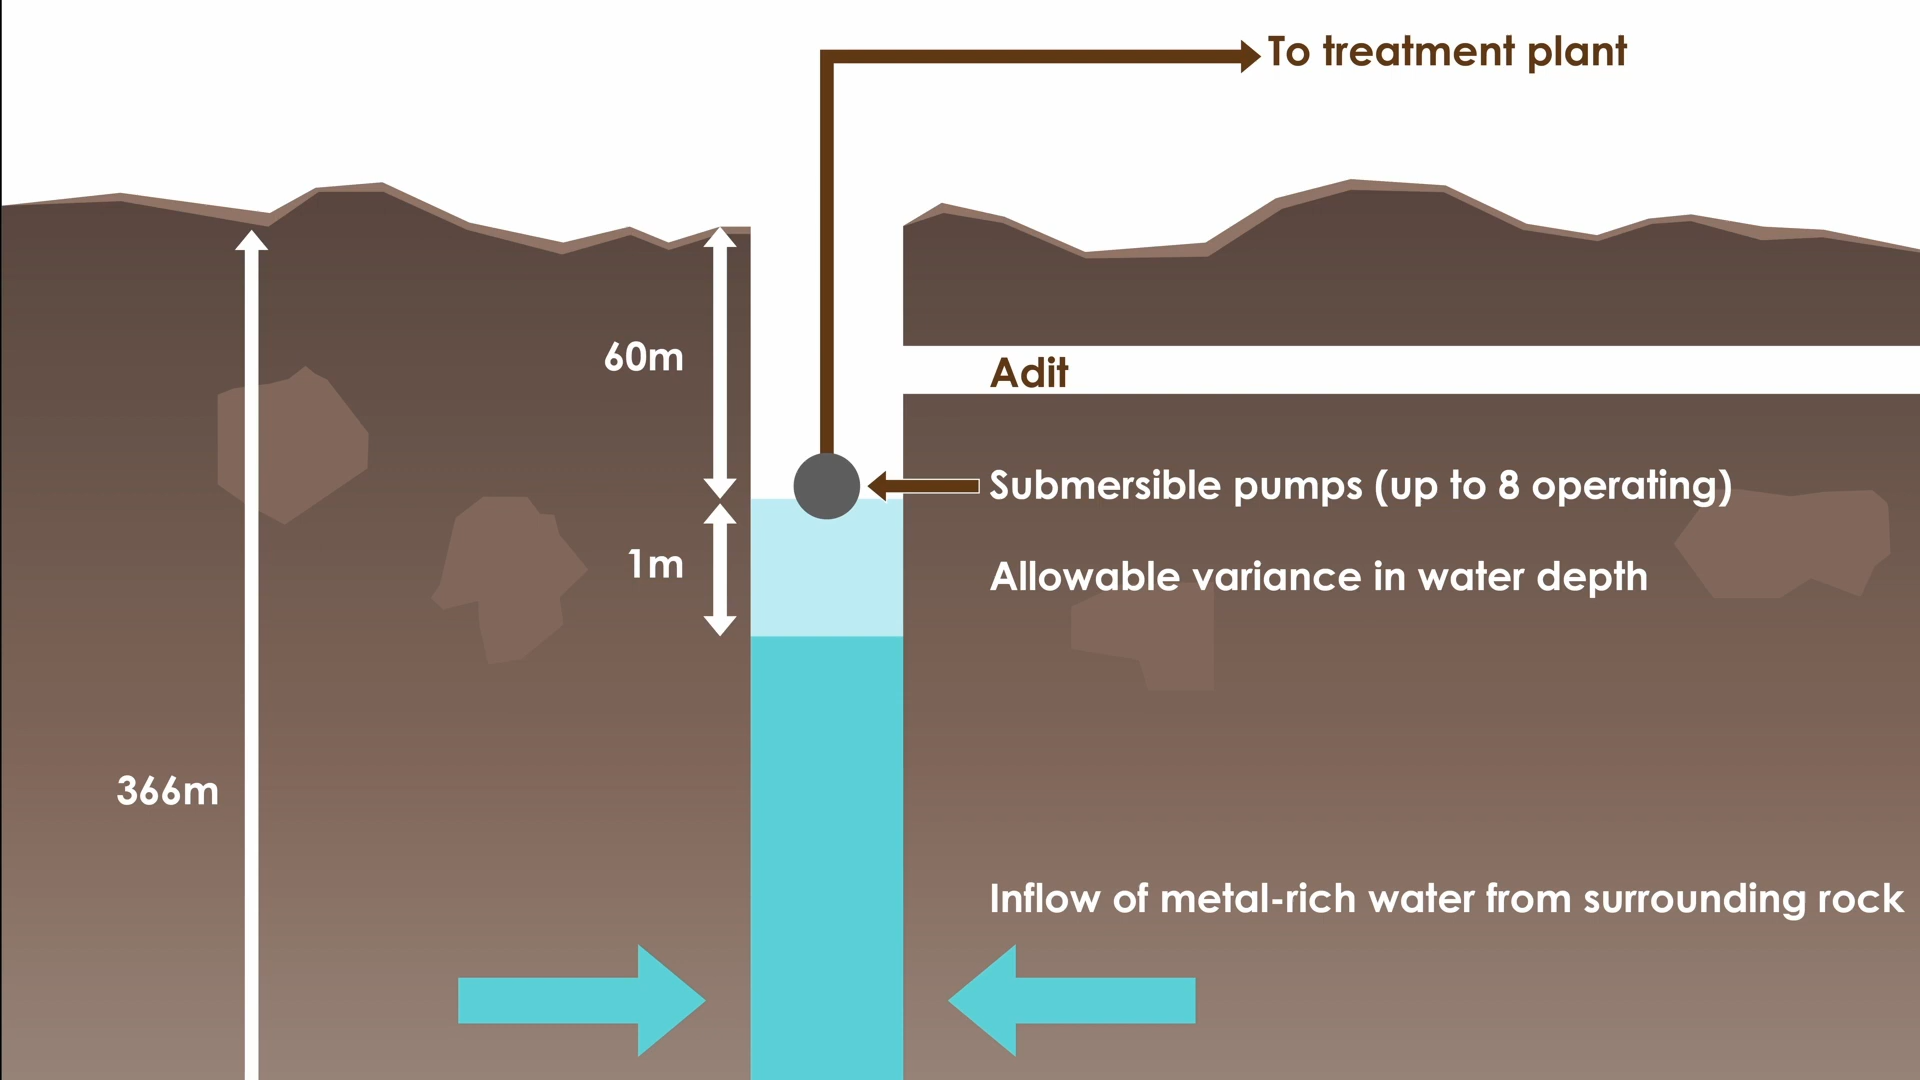 To treatment plant
60m
Adit
Submersible pumps (up to 8 operating)
1m
Allowable variance in water depth
366m
Inflow of metal-rich water from surrounding rock